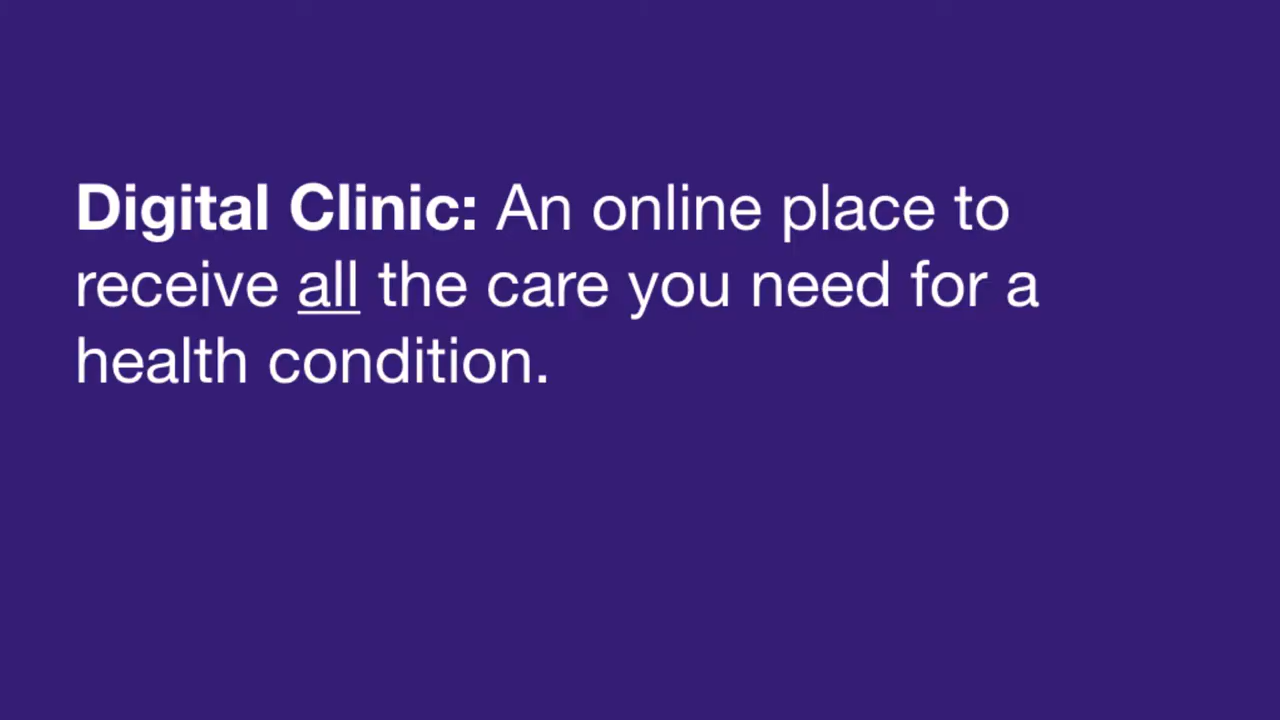 Digital Clinic: An online place to
receive all the care you need for a
health condition.